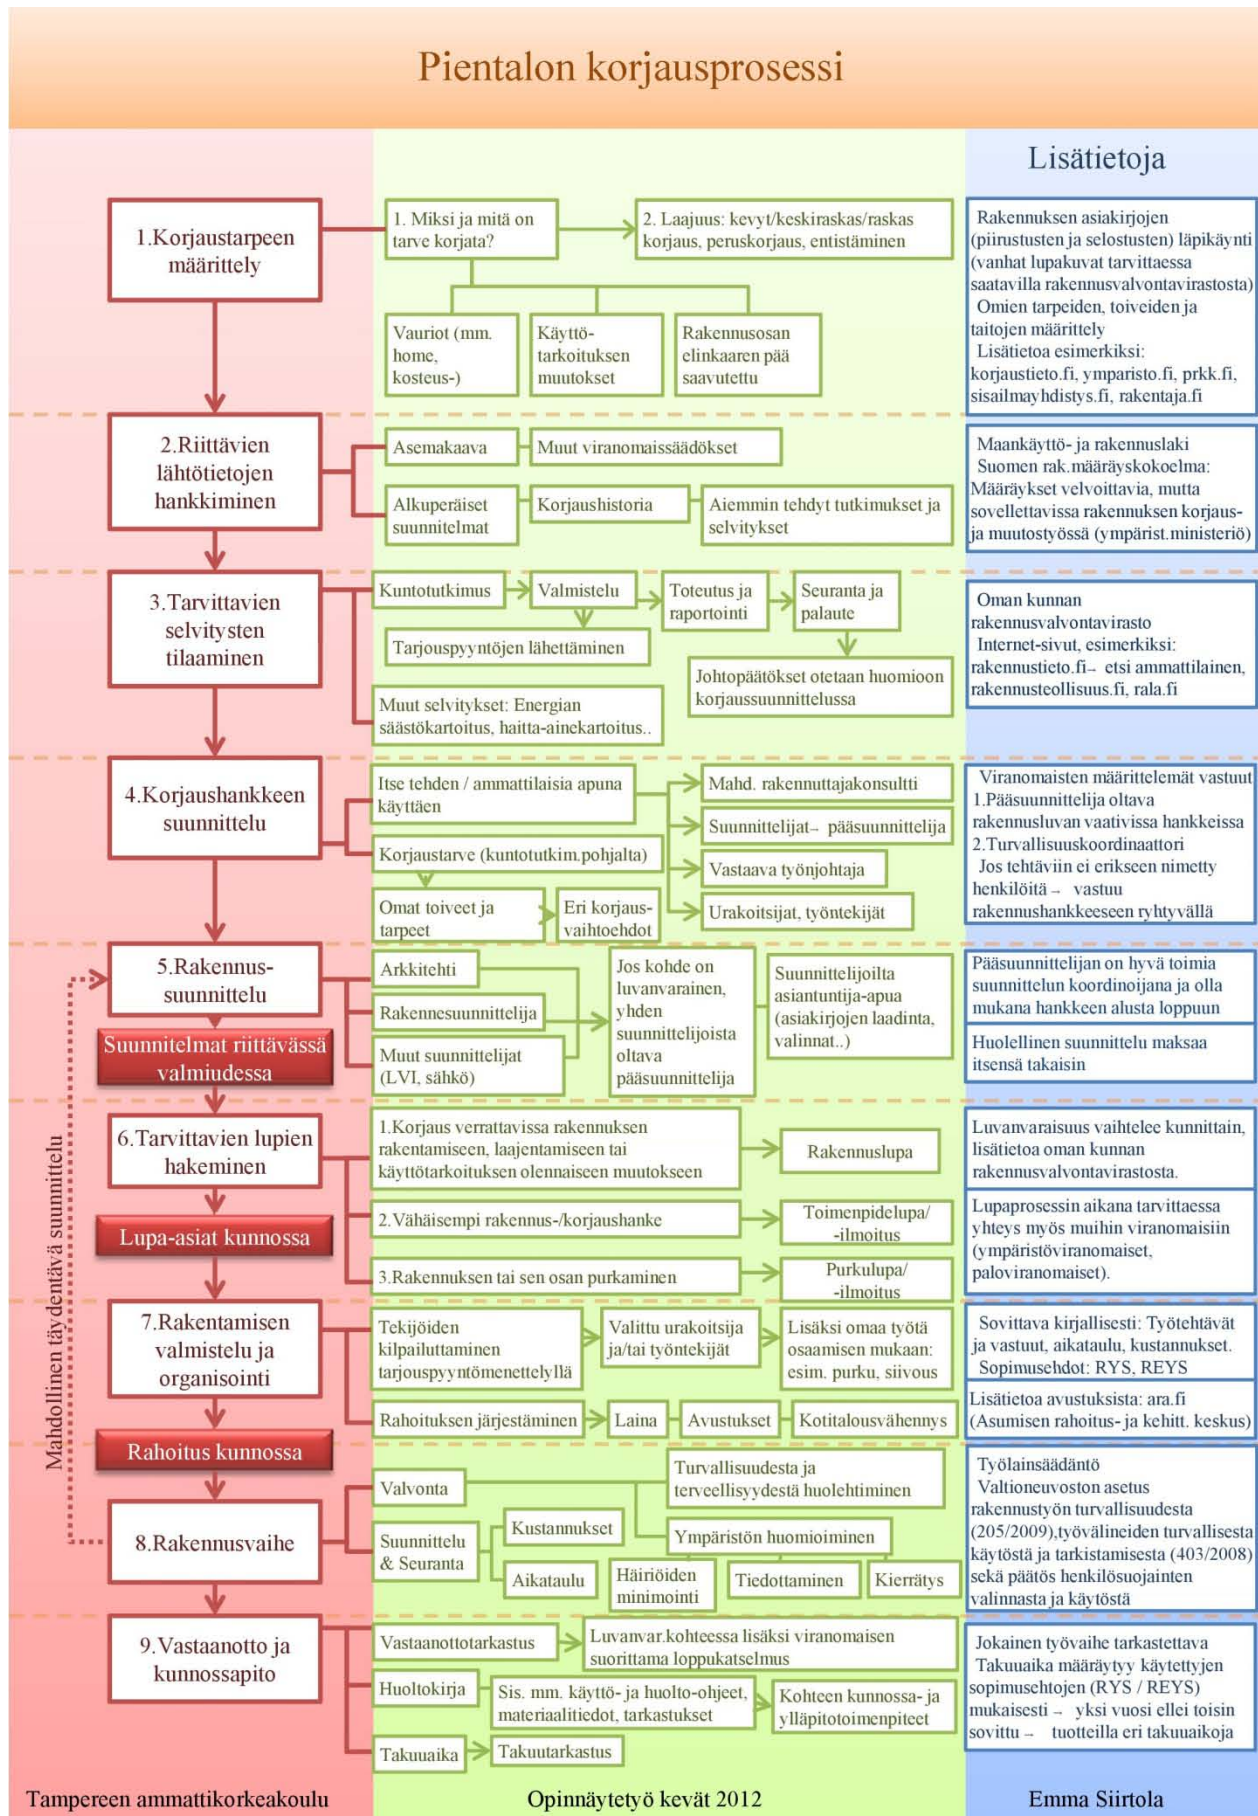 Pientalon korjausprosessi
Lisätietoja
1.Korjaustarpeen
määrittely
1. Miksi ja mitä on
tarve korjata?
2. Laajuus: kevyt/keskiraskas/raskas
korjaus, peruskorjaus, entistäminen
Vauriot (mm.
home,
kosteus-)
Käyttö-
tarkoituksen
muutokset
Rakennusosan
elinkaaren pää
saavutettu
Rakennuksen asiakirjojen
(piirustusten ja selostusten) läpikäynti
(vanhat lupakuvat tarvittaessa
saatavilla rakennusvalvontavirastosta)
Omien tarpeiden, toiveiden ja
taitojen määrittely
Lisätietoa esimerkiksi:
korjaustieto.fi, ymparisto.fi, prkk.fi,
sisailmayhdistys.fi, rakentaja.fi
2.Riittävien
lähtötietojen
hankkiminen
Asemakaava
Muut viranomaissäädökset
Alkuperäiset
suunnitelmat
Korjaushistoria
Aiemmin tehdyt tutkimukset ja
selvitykset
Maankäyttö- ja rakennuslaki
Suomen rak.määräyskokoelma:
Määräykset velvoittavia, mutta
sovellettavissa rakennuksen korjaus-
ja muutostyössä (ympärist.ministeriö)
3.Tarvittavien
selvitysten
tilaaminen
Kuntotutkimus
Valmistelu
Toteutus ja
raportointi
Seuranta ja
palaute
Tarjouspyyntöjen lähettäminen
Johtopäätökset otetaan huomioon
korjaussuunnittelussa
Muut selvitykset: Energian
säästökartoitus, haitta-ainekartoitus..
Oman kunnan
rakennusvalvontavirasto
Internet-sivut, esimerkiksi:
rakennustieto.fi→ etsi ammattilainen,
rakennusteollisuus.fi, rala.fi
4.Korjaushankkeen
suunnittelu
Itse tehden / ammattilaisia apuna
käyttäen
Korjaustarve (kuntotutkim.pohjalta)
Omat toiveet ja
tarpeet
Eri korjaus-
vaihtoehdot
Mahd. rakennuttajakonsultti
Suunnittelijat→ pääsuunnittelija
Vastaava työnjohtaja
Urakoitsijat, työntekijät
Viranomaisten määrittelemät vastuut
1.Pääsuunnittelija oltava
rakennusluvan vaativissa hankkeissa
2.Turvallisuuskoordinaattori
Jos tehtäviin ei erikseen nimetty
henkilöitä → vastuu
rakennushankkeeseen ryhtyvällä
Mahdollinen täydentävä suunnittelu
5.Rakennus-
suunnittelu
Suunnitelmat riittävässä
valmiudessa
Arkkitehti
Rakennesuunnittelija
Muut suunnittelijat
(LVI, sähkö)
Jos kohde on
luvanvarainen,
yhden
suunnittelijoista
oltava
pääsuunnittelija
Suunnittelijoilta
asiantuntija-apua
(asiakirjojen laadinta,
valinnat..)
Pääsuunnittelijan on hyvä toimia
suunnittelun koordinoijana ja olla
mukana hankkeen alusta loppuun
Huolellinen suunnittelu maksaa
itsensä takaisin
6.Tarvittavien lupien
hakeminen
Lupa-asiat kunnossa
1.Korjaus verrattavissa rakennuksen
rakentamiseen, laajentamiseen tai
käyttötarkoituksen olennaiseen muutokseen
Rakennuslupa
2.Vähäisempi rakennus-/korjaushanke
Toimenpidelupa/
-ilmoitus
3.Rakennuksen tai sen osan purkaminen
Purkulupa/
-ilmoitus
Luvanvaraisuus vaihtelee kunnittain,
lisätietoa oman kunnan
rakennusvalvontavirastosta.
Lupaprosessin aikana tarvittaessa
yhteys myös muihin viranomaisiin
(ympäristöviranomaiset,
paloviranomaiset).
7.Rakentamisen
valmistelu ja
organisointi
Rahoitus kunnossa
Tekijöiden
kilpailuttaminen
tarjouspyyntömenettelyllä
Valittu urakoitsija
ja/tai työntekijät
Lisäksi omaa työtä
osaamisen mukaan:
esim. purku, siivous
Rahoituksen järjestäminen
Laina
Avustukset
Kotitalousvähennys
Sovittava kirjallisesti: Työtehtävät
ja vastuut, aikataulu, kustannukset.
Sopimusehdot: RYS, REYS
Lisätietoa avustuksista: ara.fi
(Asumisen rahoitus- ja kehitt. keskus)
8.Rakennusvaihe
Valvonta
Turvallisuudesta ja
terveellisyydestä huolehtiminen
Suunnittelu
& Seuranta
Kustannukset
Aikataulu
Ympäristön huomioiminen
Häiriöiden
minimointi
Tiedottaminen
Kierrätys
Työlainsäädäntö
Valtioneuvoston asetus
rakennustyön turvallisuudesta
(205/2009),työvälineiden turvallisesta
käytöstä ja tarkistamisesta (403/2008)
sekä päätös henkilösuojainten
valinnasta ja käytöstä
9.Vastaanotto ja
kunnossapito
Vastaanottotarkastus
Luvanvar.kohteessa lisäksi viranomaisen
suorittama loppukatselmus
Huoltokirja
Sis. mm. käyttö- ja huolto-ohjeet,
materiaalitiedot, tarkastukset
Kohteen kunnossa- ja
ylläpitotoimenpiteet
Takuuaika
Takuutarkastus
Jokainen työvaihe tarkastettava
Takuuaika määräytyy käytettyjen
sopimusehtojen (RYS / REYS)
mukaisesti → yksi vuosi ellei toisin
sovittu → tuotteilla eri takuuaikoja
Tampereen ammattikorkeakoulu
Opinnäytetyö kevät 2012
Emma Siirtola